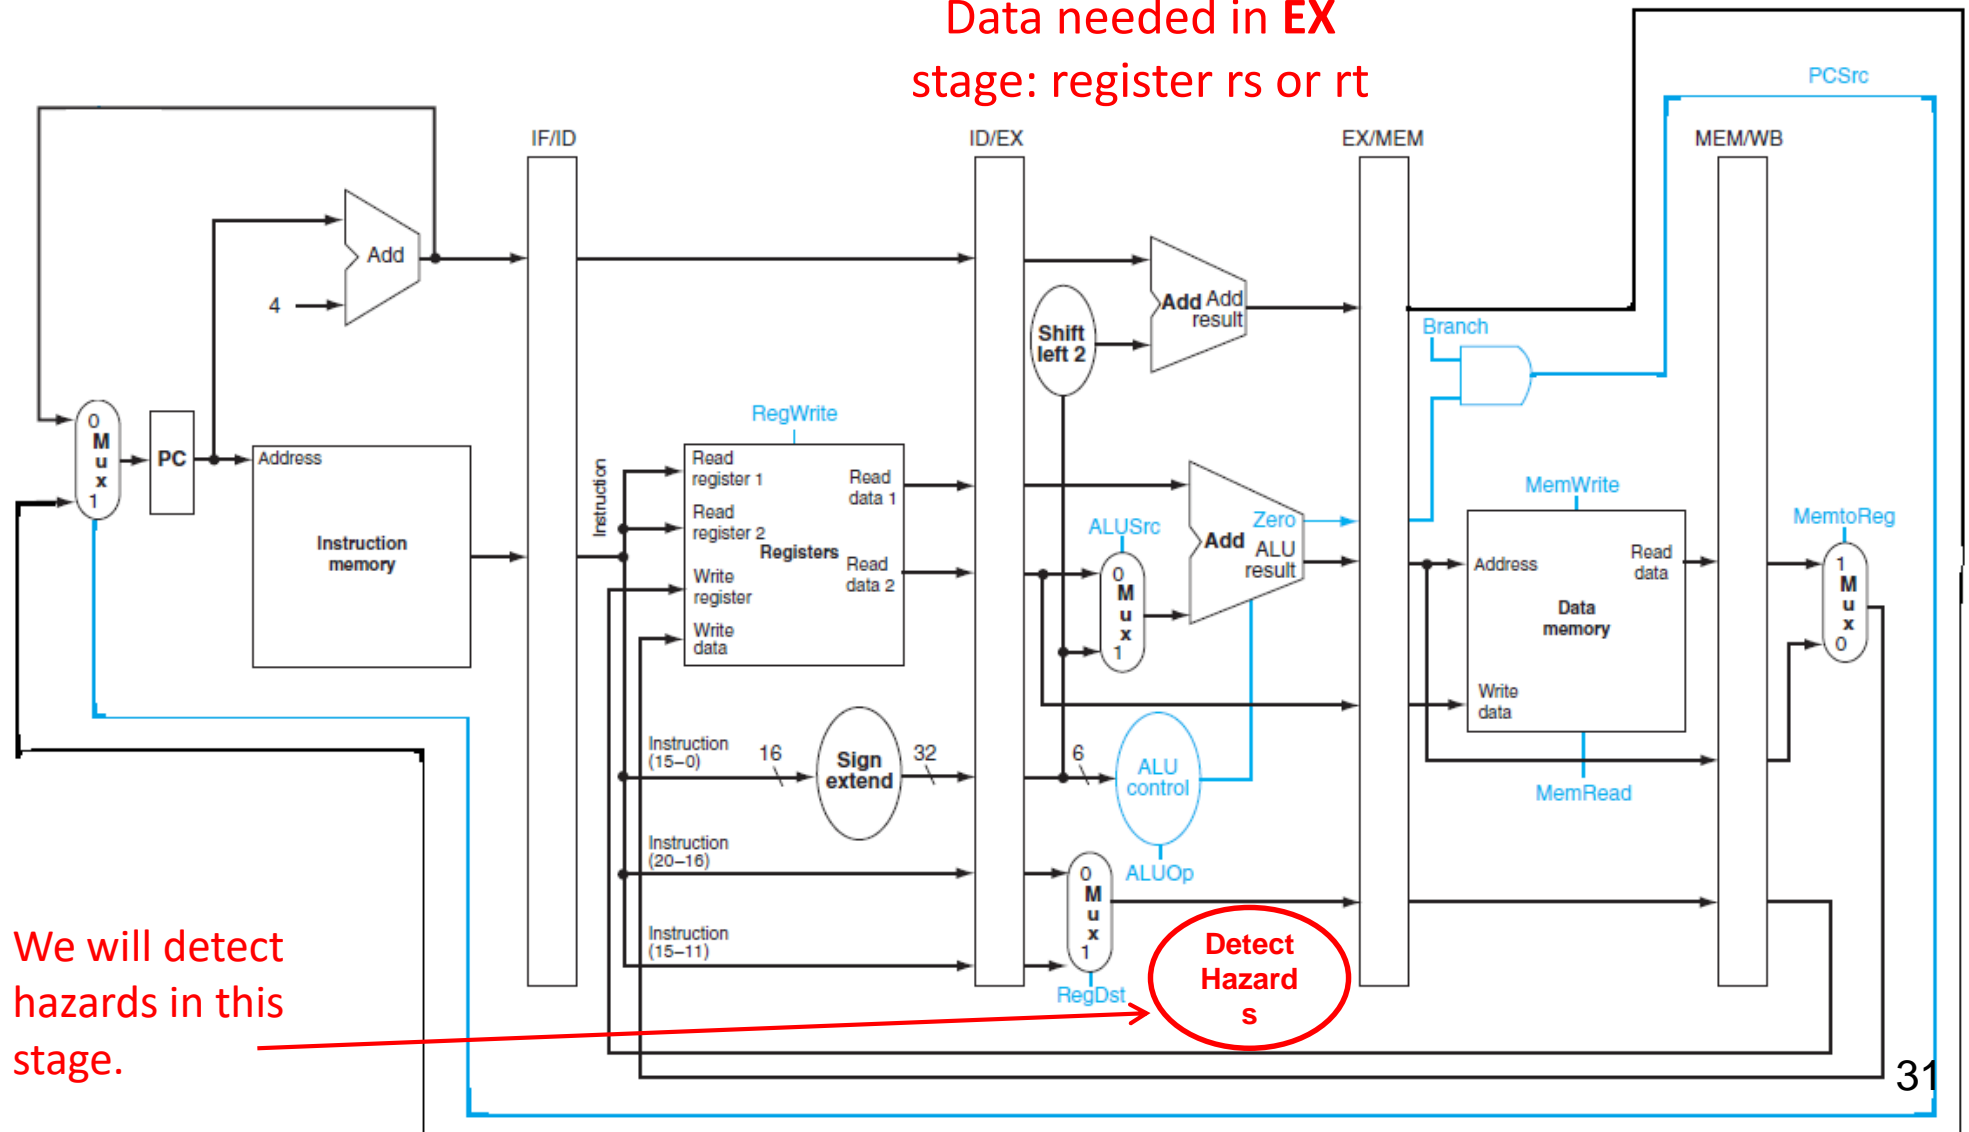 Data needed in EX
stage: register rs or rt
PCSrc
IF/ID
ID/EX
EX/MEM
MEM/WB
Add
4
Add Add
result
Shift
left 2
Branch
0
M
u
x
1
PC
Address
Instruction
memory
Instruction
RegWrite
Read
register 1
Read
register 2
Write
register
Write
data
Registers
Read
data 1
Read
data 2
ALUSrc
0
M
u
x
1
Add
Zero
ALU
result
MemWrite
Address
Read
data
Data
memory
Write
data
MemRead
MemtoReg
1
M
u
x
0
Instruction
(15–0)
16
Sign
extend
32
6
ALU
control
ALUOp
Instruction
(20–16)
Instruction
(15–11)
0
M
u
x
1
RegDst
Detect
Hazard
s
We will detect
hazards in this
stage.
31